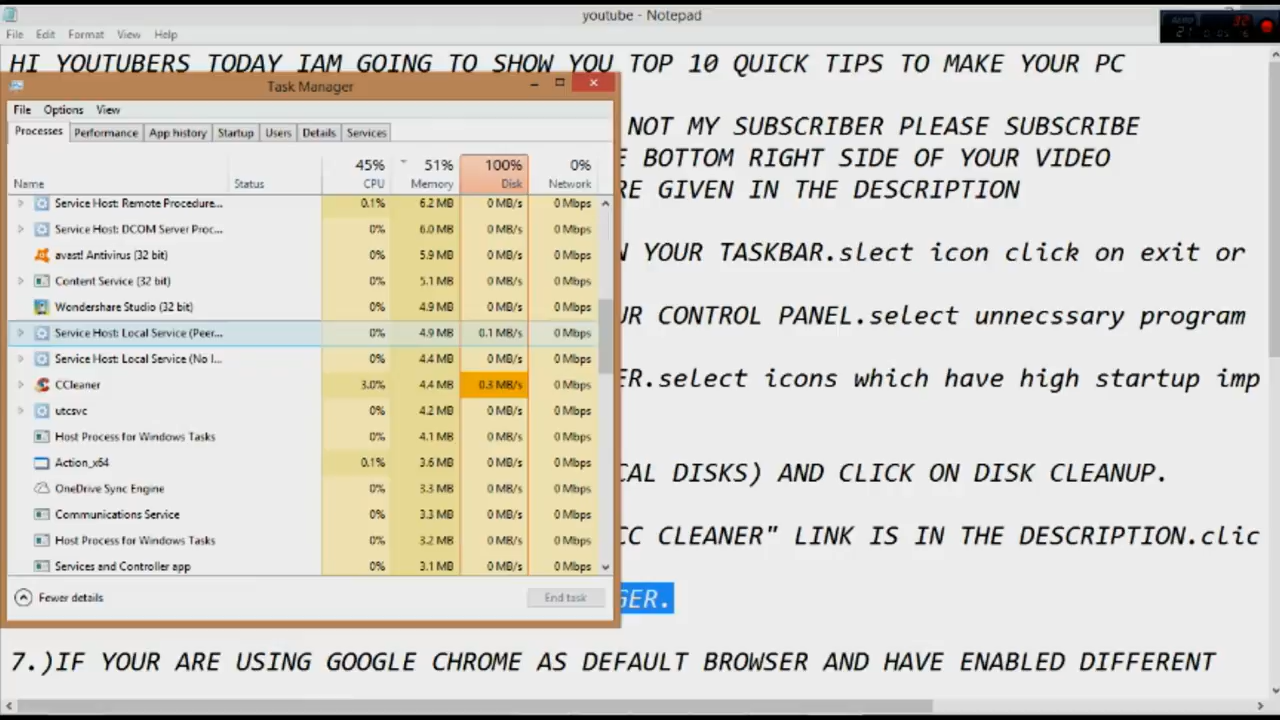 youtube - Notepad
File Edit Format View Help
HI YOUTUBERS TODAY IAM GOING TO SHOW YOU TOP 10 QUICK TIPS TO MAKE YOUR PC
NOT MY SUBSCRIBER PLEASE SUBSCRIBE
BOTTOM RIGHT SIDE OF YOUR VIDEO
RE GIVEN IN THE DESCRIPTION
N YOUR TASKBAR.slect icon click on exit or
UR CONTROL PANEL.select unnecssary program
ER.select icons which have high startup imp
CAL DISKS) AND CLICK ON DISK CLEANUP.
CC CLEANER" LINK IS IN THE DESCRIPTION.clic
GER.
7.)IF YOUR ARE USING GOOGLE CHROME AS DEFAULT BROWSER AND HAVE ENABLED DIFFERENT
Task Manager
File Options View
Processes Performance App history Startup Users Details Services
45% 51% 100% 0%
Name Status CPU Memory Disk Network
Service Host: Remote Procedure... 0.1% 6.2 MB 0 MB/s 0 Mbps
Service Host: DCOM Server Proc... 0% 6.0 MB 0 MB/s 0 Mbps
avast! Antivirus (32 bit) 0% 5.9 MB 0 MB/s 0 Mbps
Content Service (32 bit) 0% 5.1 MB 0 MB/s 0 Mbps
Wondershare Studio (32 bit) 0% 4.9 MB 0 MB/s 0 Mbps
Service Host: Local Service (Peer... 0% 4.9 MB 0.1 MB/s 0 Mbps
Service Host: Local Service (No I... 0% 4.4 MB 0 MB/s 0 Mbps
CCleaner 3.0% 4.4 MB 0.3 MB/s 0 Mbps
utcsvc 0% 4.2 MB 0 MB/s 0 Mbps
Host Process for Windows Tasks 0% 4.1 MB 0 MB/s 0 Mbps
Action_x64 0.1% 3.6 MB 0 MB/s 0 Mbps
OneDrive Sync Engine 0% 3.3 MB 0 MB/s 0 Mbps
Communications Service 0% 3.3 MB 0 MB/s 0 Mbps
Host Process for Windows Tasks 0% 3.2 MB 0 MB/s 0 Mbps
Services and Controller app 0% 3.1 MB 0 MB/s 0 Mbps
Fewer details End task